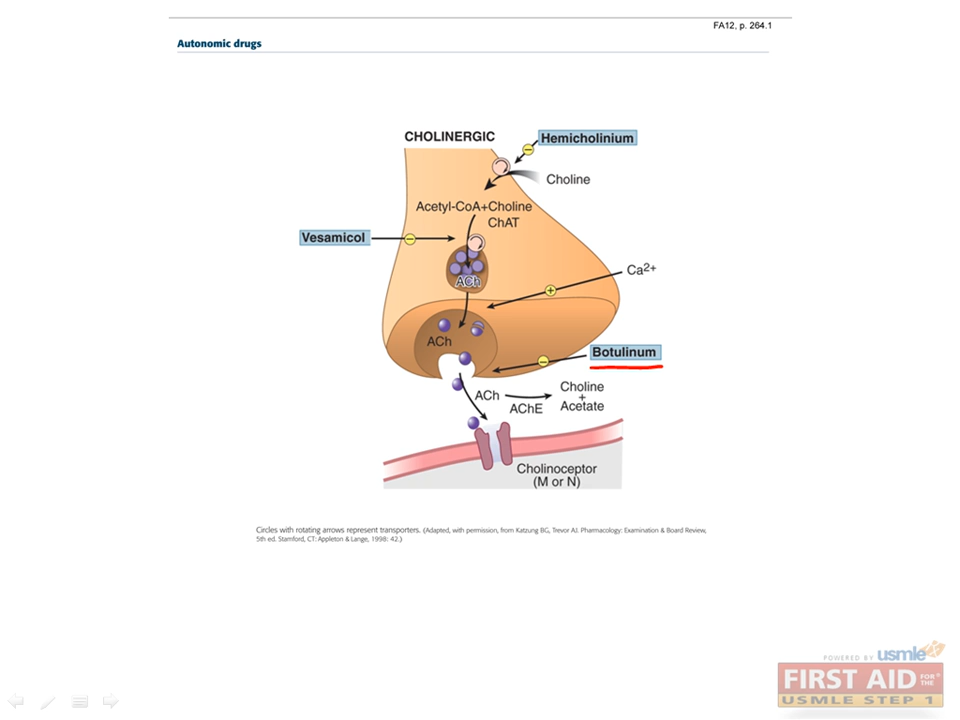 FA12, p. 264.1
Autonomic drugs
CHOLINERGIC
Hemicholinium
Choline
Acetyl-CoA+Choline
ChAT
Vesamicol
ACh
Ca2+
ACh
Botulinum
ACh
AChE
Choline
+
Acetate
Cholinoceptor
(M or N)
Circles with rotating arrows represent transporters. (Adapted, with permission, from Katzung BG, Trevor AJ. Pharmacology: Examination & Board Review,
5th ed. Stamford, CT: Appleton & Lange, 1998: 42.)
POWERED BY usmle
FIRST AID FOR THE®
USMLE STEP 1